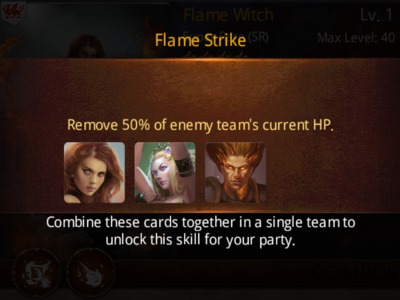 Flame Witch Lv. 1
Flame Strike
(SR) Max Level: 40
Remove 50% of enemy team's current HP.
Combine these cards together in a single team to
unlock this skill for your party.